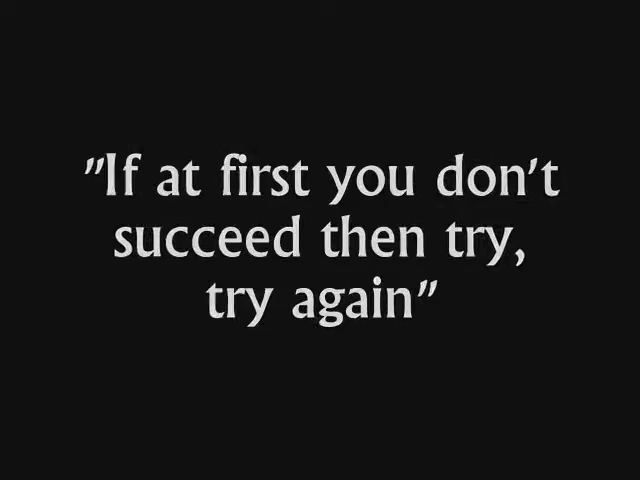 "If at first you don't
succeed then try,
try again"